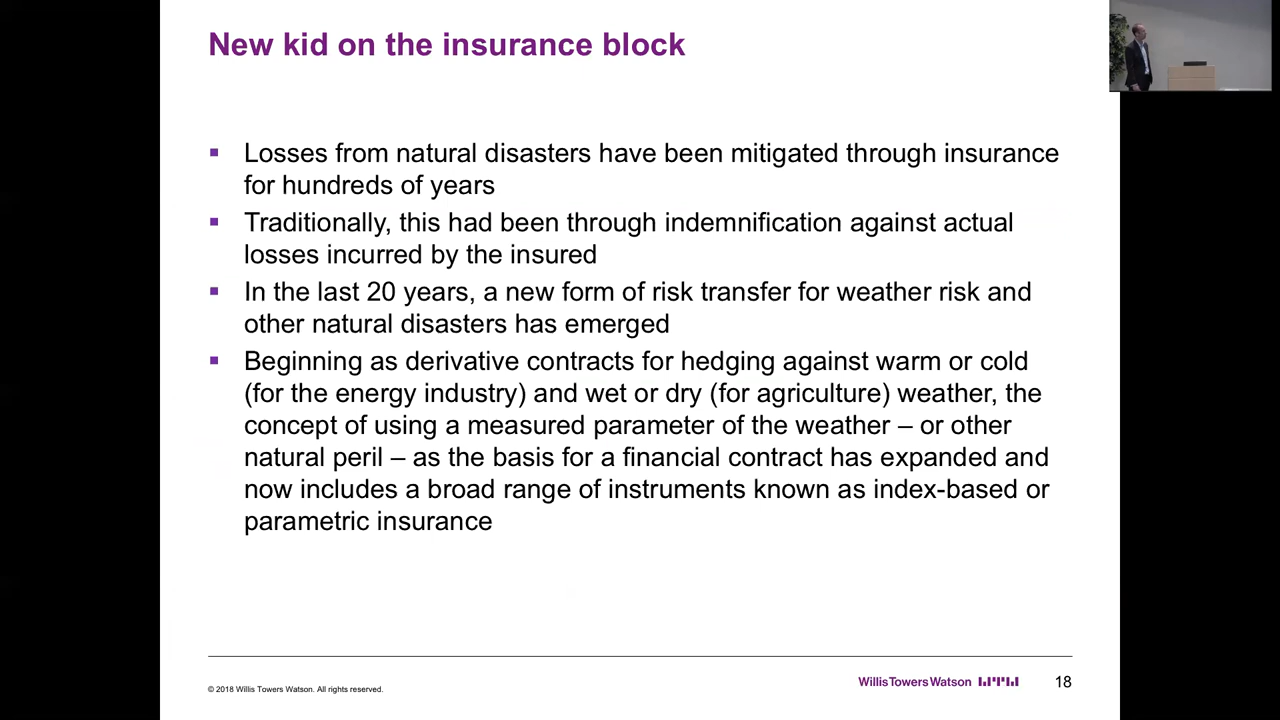 New kid on the insurance block
▪ Losses from natural disasters have been mitigated through insurance
for hundreds of years
▪ Traditionally, this had been through indemnification against actual
losses incurred by the insured
▪ In the last 20 years, a new form of risk transfer for weather risk and
other natural disasters has emerged
▪ Beginning as derivative contracts for hedging against warm or cold
(for the energy industry) and wet or dry (for agriculture) weather, the
concept of using a measured parameter of the weather – or other
natural peril – as the basis for a financial contract has expanded and
now includes a broad range of instruments known as index-based or
parametric insurance
© 2018 Willis Towers Watson. All rights reserved.
WillisTowersWatson
18